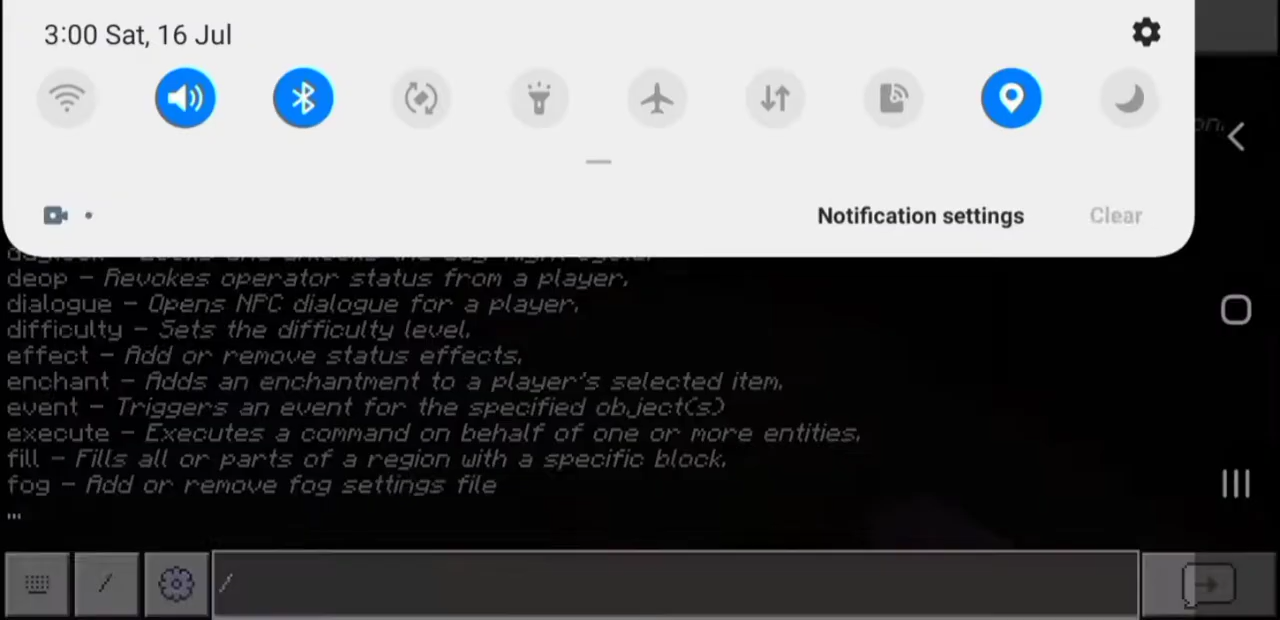 3:00 Sat, 16 Jul
on.
Notification settings
Clear
deop - Revokes operator status from a player.
dialogue - Opens NPC dialogue for a player.
difficulty - Sets the difficulty level.
effect - Add or remove status effects.
enchant - Adds an enchantment to a player's selected item.
event - Triggers an event for the specified object(s)
execute - Executes a command on behalf of one or more entities.
fill - Fills all or parts of a region with a specific block.
fog - Add or remove fog settings file
...
/
/